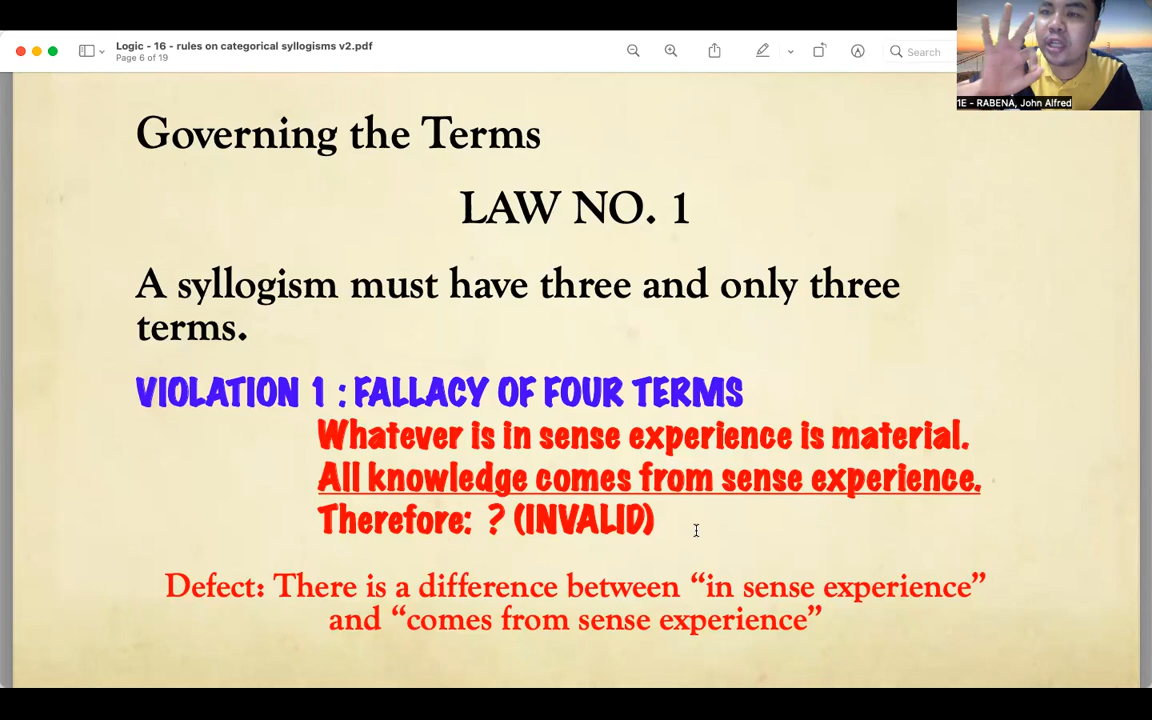 Logic - 16 - rules on categorical syllogisms v2.pdf
Page 6 of 19
Search
1E - RABENA, John Alfred
Governing the Terms
LAW NO. 1
A syllogism must have three and only three
terms.
VIOLATION 1 : FALLACY OF FOUR TERMS
Whatever is in sense experience is material.
All knowledge comes from sense experience.
Therefore: ? (INVALID)
Defect: There is a difference between “in sense experience”
and “comes from sense experience”